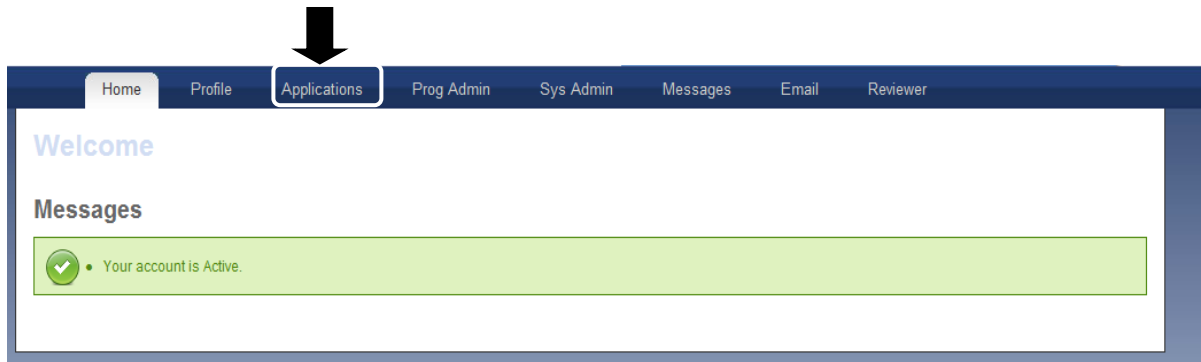 Home Profile Applications Prog Admin Sys Admin Messages Email Reviewer
Welcome
Messages
• Your account is Active.